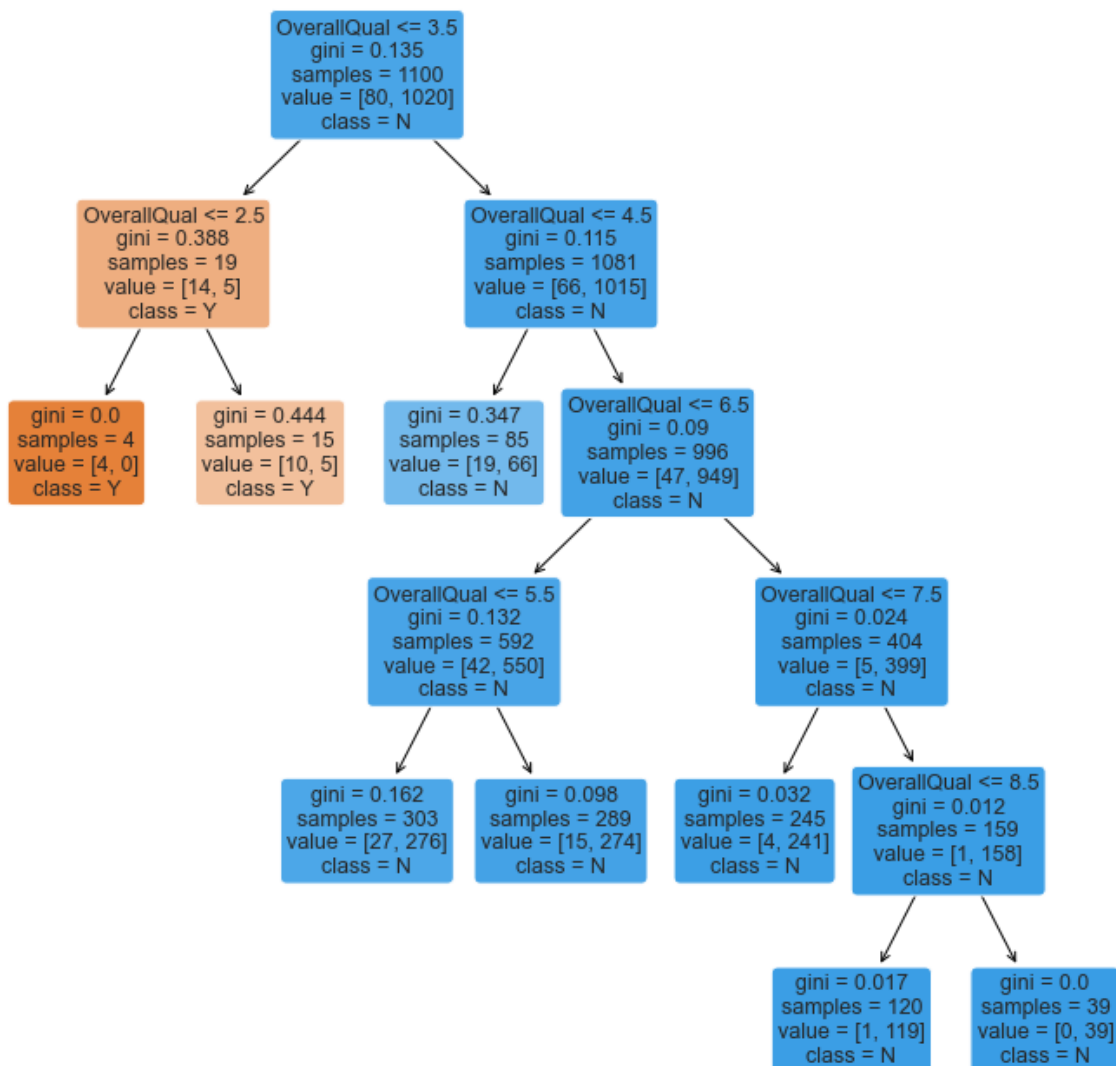 OverallQual <= 3.5
gini = 0.135
samples = 1100
value = [80, 1020]
class = N
OverallQual <= 2.5
gini = 0.388
samples = 19
value = [14, 5]
class = Y
OverallQual <= 4.5
gini = 0.115
samples = 1081
value = [66, 1015]
class = N
gini = 0.0
samples = 4
value = [4, 0]
class = Y
gini = 0.444
samples = 15
value = [10, 5]
class = Y
gini = 0.347
samples = 85
value = [19, 66]
class = N
OverallQual <= 6.5
gini = 0.09
samples = 996
value = [47, 949]
class = N
OverallQual <= 5.5
gini = 0.132
samples = 592
value = [42, 550]
class = N
OverallQual <= 7.5
gini = 0.024
samples = 404
value = [5, 399]
class = N
gini = 0.162
samples = 303
value = [27, 276]
class = N
gini = 0.098
samples = 289
value = [15, 274]
class = N
gini = 0.032
samples = 245
value = [4, 241]
class = N
OverallQual <= 8.5
gini = 0.012
samples = 159
value = [1, 158]
class = N
gini = 0.017
samples = 120
value = [1, 119]
class = N
gini = 0.0
samples = 39
value = [0, 39]
class = N